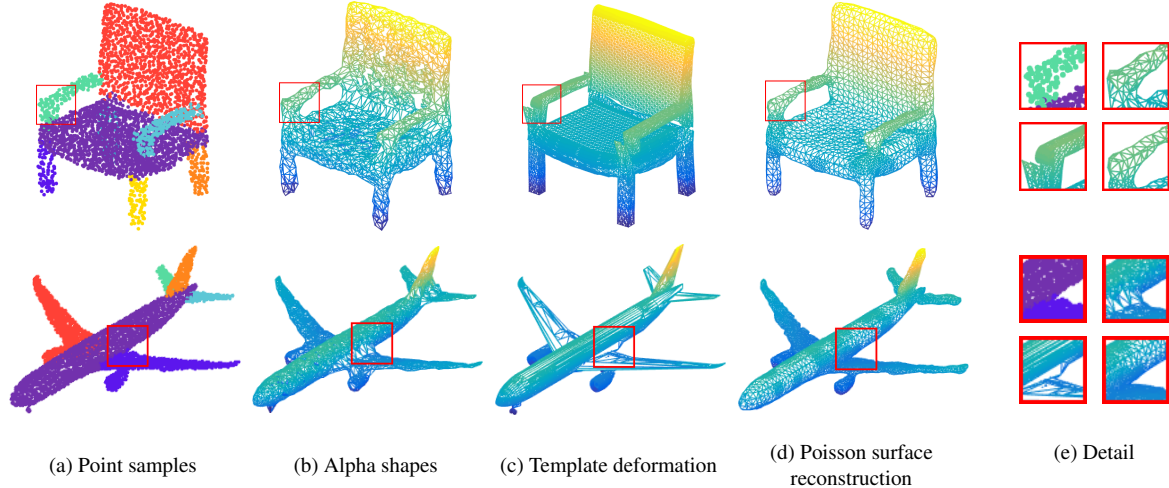 (a) Point samples
(b) Alpha shapes
(c) Template deformation
(d) Poisson surface
reconstruction
(e) Detail